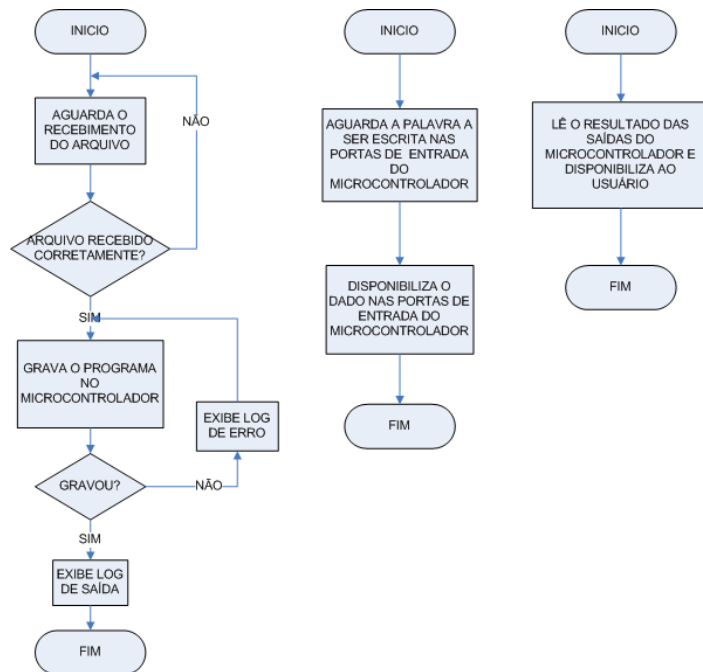 INICIO
AGUARDA O
RECEBIMENTO
DO ARQUIVO
NÃO
ARQUIVO RECEBIDO
CORRETAMENTE?
SIM
GRAVA O PROGRAMA
NO
MICROCONTROLADOR
EXIBE LOG
DE ERRO
GRAVOU?
NÃO
SIM
EXIBE LOG
DE SAÍDA
FIM
INICIO
AGUARDA A PALAVRA A
SER ESCRITA NAS
PORTAS DE ENTRADA
DO
MICROCONTROLADOR
DISPONIBILIZA O
DADO NAS PORTAS DE
ENTRADA DO
MICROCONTROLADOR
FIM
INICIO
LÊ O RESULTADO DAS
SAÍDAS DO
MICROCONTROLADOR E
DISPONIBILIZA AO
USUÁRIO
FIM